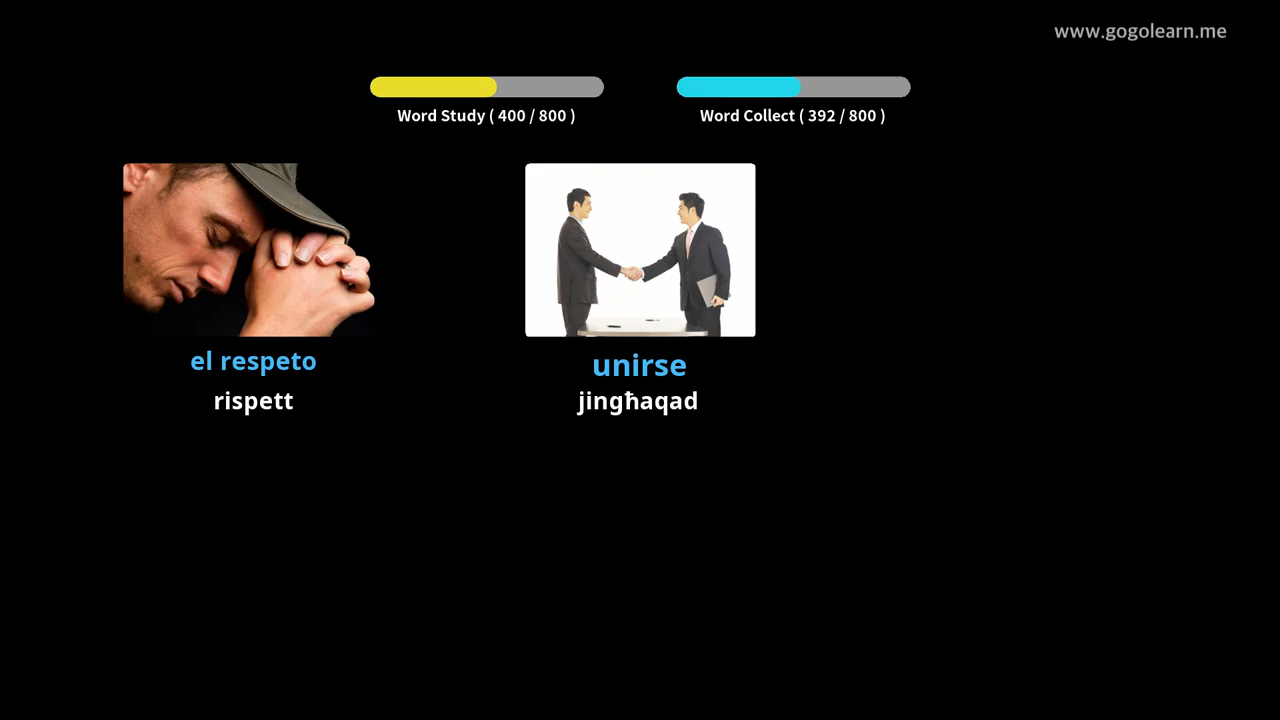 www.gogolearn.me
Word Study ( 400 / 800 )
Word Collect ( 392 / 800 )
el respeto
rispett
unirse
jingħaqad